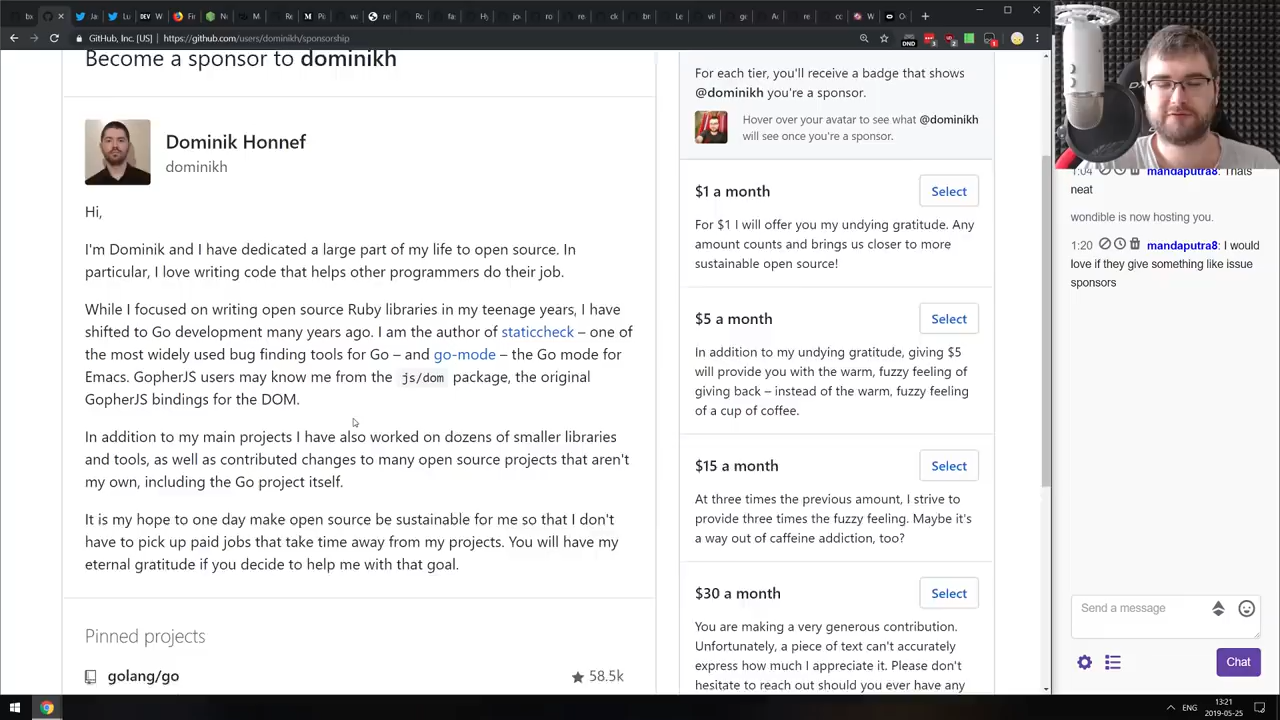 GitHub, Inc. [US] | https://github.com/users/dominikh/sponsorship
Become a sponsor to dominikh
Dominik Honnef
dominikh
Hi,
I'm Dominik and I have dedicated a large part of my life to open source. In
particular, I love writing code that helps other programmers do their job.
While I focused on writing open source Ruby libraries in my teenage years, I have
shifted to Go development many years ago. I am the author of staticcheck – one of
the most widely used bug finding tools for Go – and go-mode – the Go mode for
Emacs. GopherJS users may know me from the js/dom package, the original
GopherJS bindings for the DOM.
In addition to my main projects I have also worked on dozens of smaller libraries
and tools, as well as contributed changes to many open source projects that aren't
my own, including the Go project itself.
It is my hope to one day make open source be sustainable for me so that I don't
have to pick up paid jobs that take time away from my projects. You will have my
eternal gratitude if you decide to help me with that goal.
Pinned projects
golang/go
58.5k
For each tier, you'll receive a badge that shows
@dominikh you're a sponsor.
Hover over your avatar to see what @dominikh
will see once you're a sponsor.
$1 a month
Select
For $1 I will offer you my undying gratitude. Any
amount counts and brings us closer to more
sustainable open source!
$5 a month
Select
In addition to my undying gratitude, giving $5
will provide you with the warm, fuzzy feeling of
giving back – instead of the warm, fuzzy feeling
of a cup of coffee.
$15 a month
Select
At three times the previous amount, I strive to
provide three times the fuzzy feeling. Maybe it's
a way out of caffeine addiction, too?
$30 a month
Select
You are making a very generous contribution.
Unfortunately, a piece of text can't accurately
express how much I appreciate it. Please don't
hesitate to reach out should you ever have any
1:04 mandaputra8: Thats
neat
wondible is now hosting you.
1:20 mandaputra8: I would
love if they give something like issue
sponsors
Send a message
Chat
ENG
13:21
2019-05-25